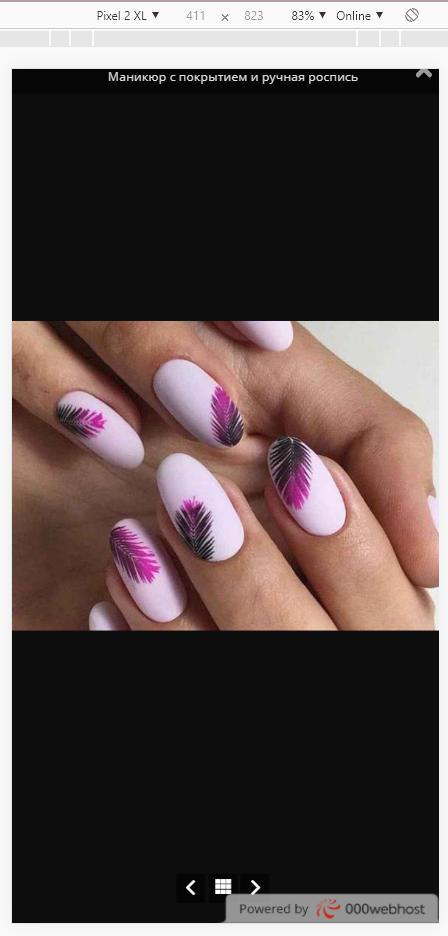 Pixel 2 XL ▼ 411 × 823 83% ▼ Online ▼
Маникюр с покрытием и ручная роспись
Powered by 000webhost